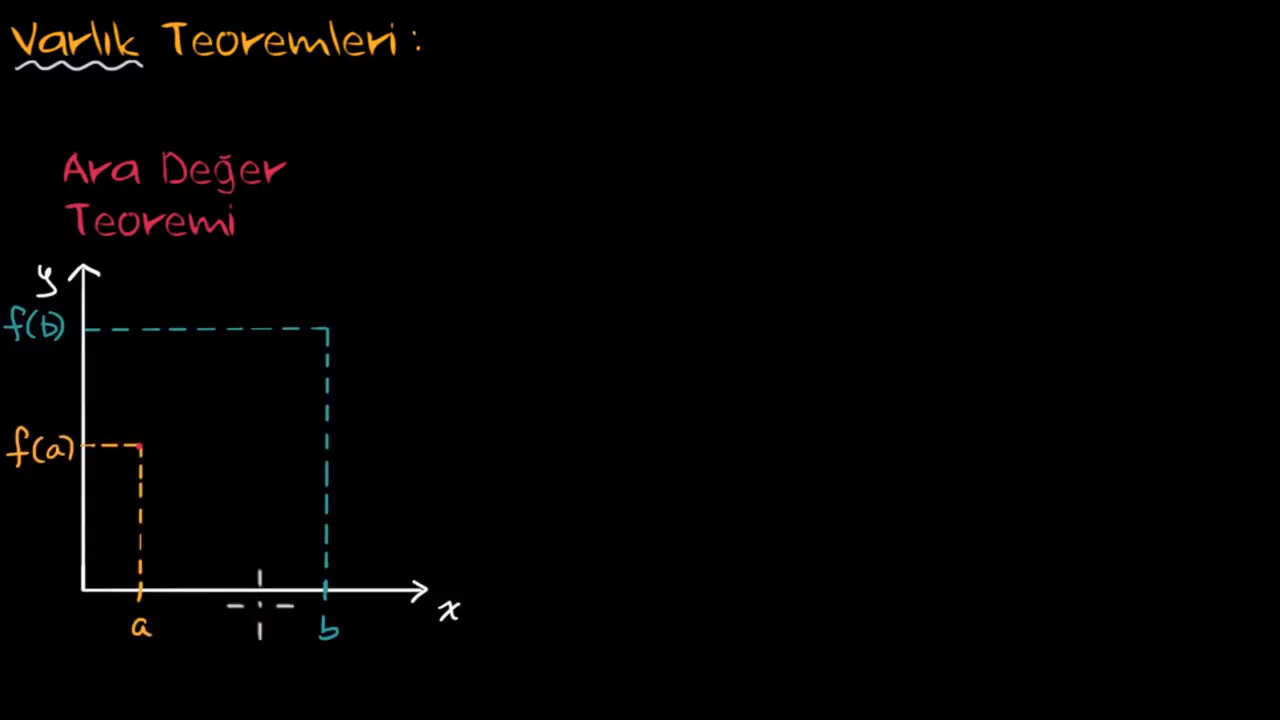 Varlık Teoremleri :
Ara Değer
Teoremi
y
f(b)
f(a)
a
b
x